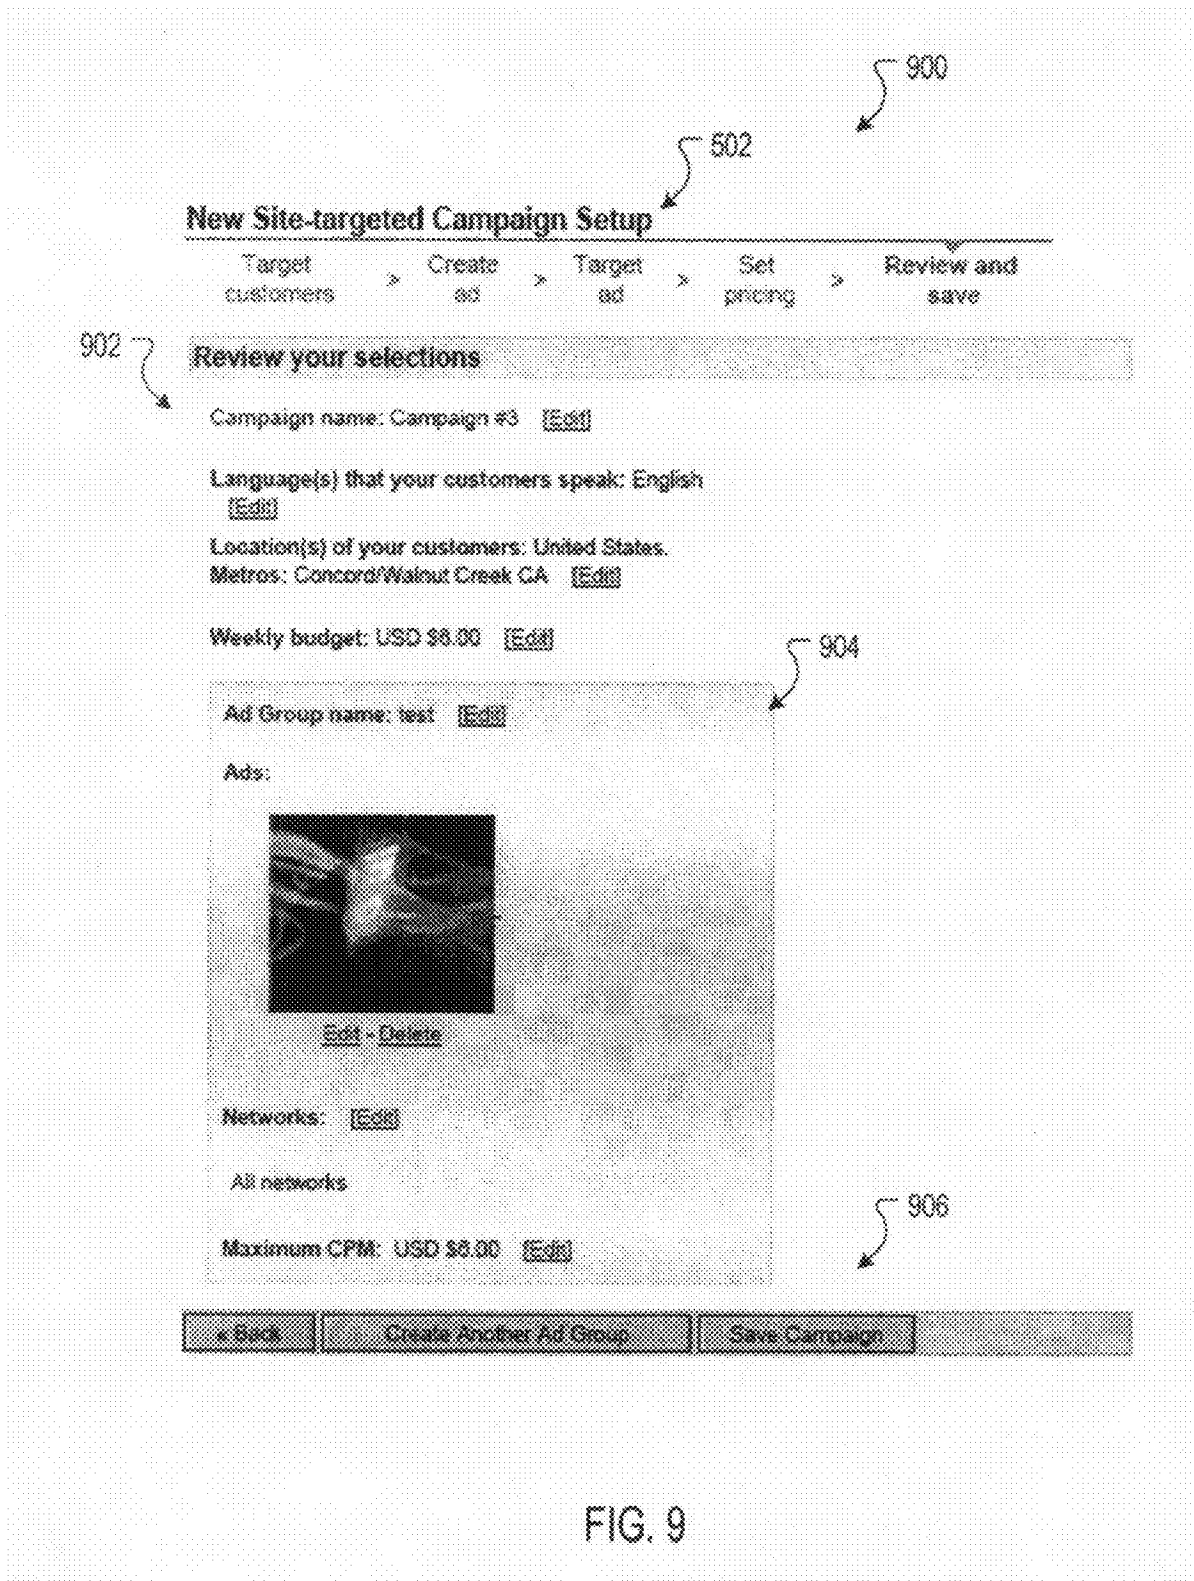 900
502
New Site-targeted Campaign Setup
Target customers > Create ad > Target ad > Set pricing > Review and save
902
Review your selections
Campaign name: Campaign #3 [Edit]
Language(s) that your customers speak: English
[Edit]
Location(s) of your customers: United States.
Metros: Concord/Walnut Creek CA [Edit]
Weekly budget: USD $6.00 [Edit]
904
Ad Group name: test [Edit]
Ads:
Edit - Delete
Networks: [Edit]
All networks
906
Maximum CPM: USD $6.00 [Edit]
« Back
Create Another Ad Group
Save Campaign
FIG. 9